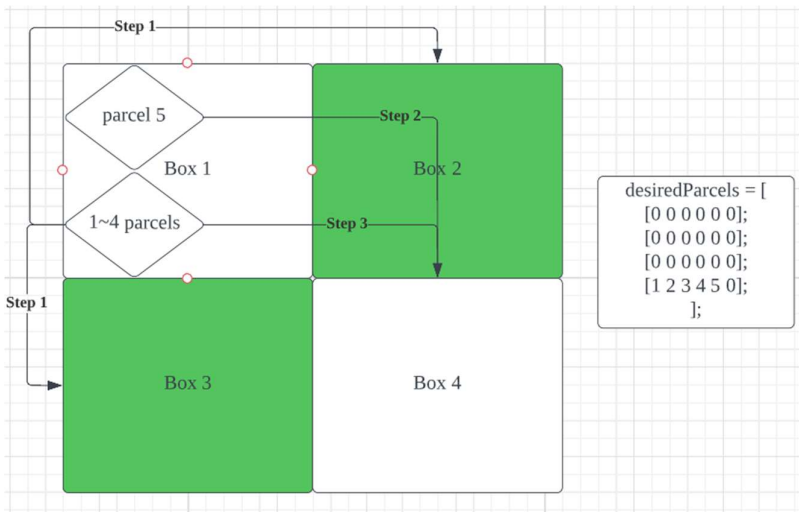 Step 1
parcel 5
Step 2
Box 1
Box 2
1~4 parcels
Step 3
Step 1
Box 3
Box 4
desiredParcels = [
[0 0 0 0 0 0];
[0 0 0 0 0 0];
[0 0 0 0 0 0];
[1 2 3 4 5 0];
];